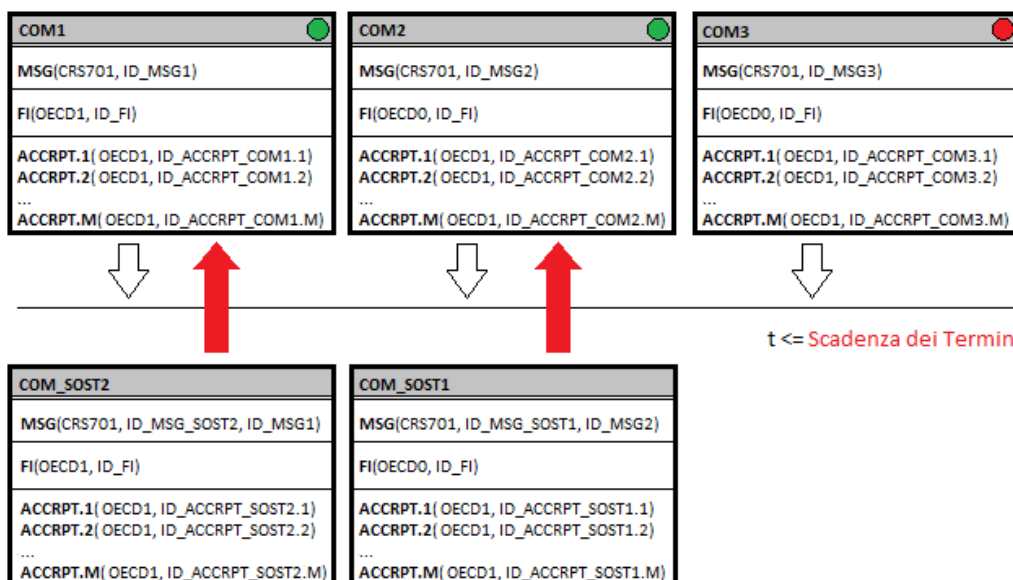 COM1
MSG(CRS701, ID_MSG1)
FI(OECD1, ID_FI)
ACCRPT.1( OECD1, ID_ACCRPT_COM1.1)
ACCRPT.2( OECD1, ID_ACCRPT_COM1.2)
...
ACCRPT.M( OECD1, ID_ACCRPT_COM1.M)
COM2
MSG(CRS701, ID_MSG2)
FI(OECD0, ID_FI)
ACCRPT.1( OECD1, ID_ACCRPT_COM2.1)
ACCRPT.2( OECD1, ID_ACCRPT_COM2.2)
...
ACCRPT.M( OECD1, ID_ACCRPT_COM2.M)
COM3
MSG(CRS701, ID_MSG3)
FI(OECD0, ID_FI)
ACCRPT.1( OECD1, ID_ACCRPT_COM3.1)
ACCRPT.2( OECD1, ID_ACCRPT_COM3.2)
...
ACCRPT.M( OECD1, ID_ACCRPT_COM3.M)
t <= Scadenza dei Termin
COM_SOST2
MSG(CRS701, ID_MSG_SOST2, ID_MSG1)
FI(OECD1, ID_FI)
ACCRPT.1( OECD1, ID_ACCRPT_SOST2.1)
ACCRPT.2( OECD1, ID_ACCRPT_SOST2.2)
...
ACCRPT.M( OECD1, ID_ACCRPT_SOST2.M)
COM_SOST1
MSG(CRS701, ID_MSG_SOST1, ID_MSG2)
FI(OECD0, ID_FI)
ACCRPT.1( OECD1, ID_ACCRPT_SOST1.1)
ACCRPT.2( OECD1, ID_ACCRPT_SOST1.2)
...
ACCRPT.M( OECD1, ID_ACCRPT_SOST1.M)